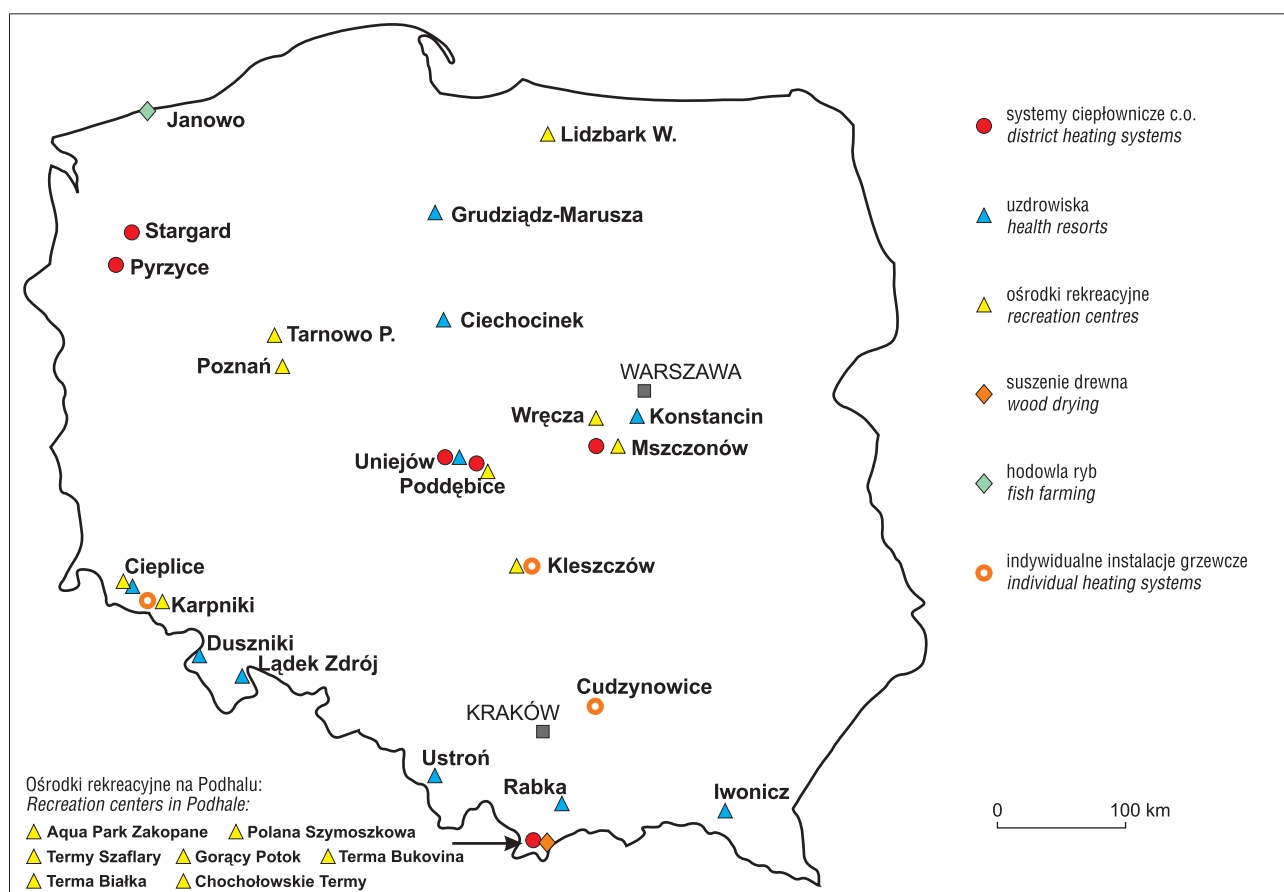 Janowo
Lidzbark W.
Grudziądz-Marusza
Stargard
Pyrzyce
Ciechocinek
Tarnowo P.
Poznań
WARSZAWA
Wręcza
Konstancin
Mszczonów
Uniejów
Poddębice
Cieplice
Kleszczów
Karpniki
Duszniki
Lądek Zdrój
Cudzynowice
KRAKÓW
Ustroń
Rabka
Iwonicz
systemy ciepłownicze c.o.
district heating systems
uzdrowiska
health resorts
ośrodki rekreacyjne
recreation centres
suszenie drewna
wood drying
hodowla ryb
fish farming
indywidualne instalacje grzewcze
individual heating systems
Ośrodki rekreacyjne na Podhalu:
Recreation centers in Podhale:
Aqua Park Zakopane Polana Szymoszkowa
Termy Szaflary Gorący Potok Terma Bukovina
Terma Białka Chochołowskie Termy
0 100 km